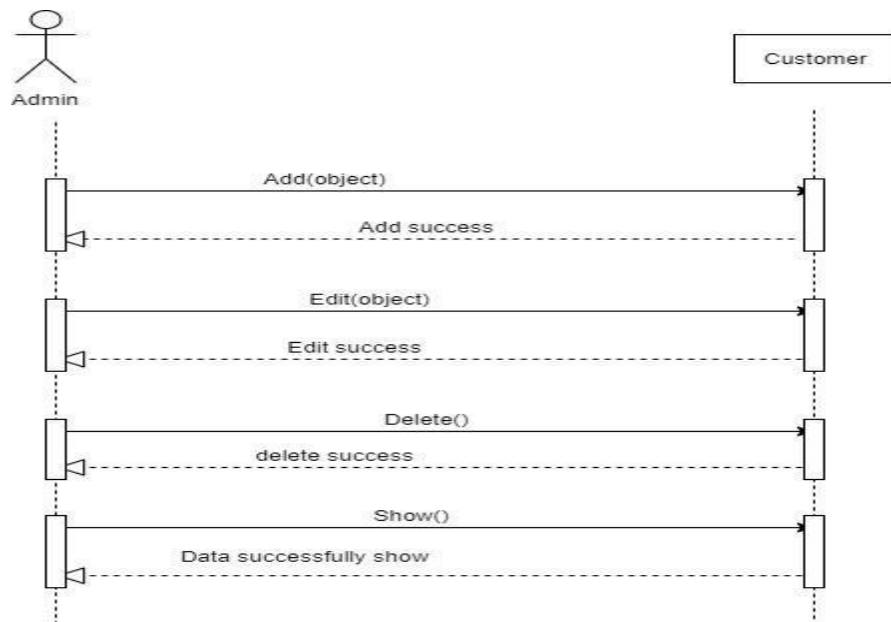 Customer
Admin
Add(object)
Add success
Edit(object)
Edit success
Delete()
delete success
Show()
Data successfully show